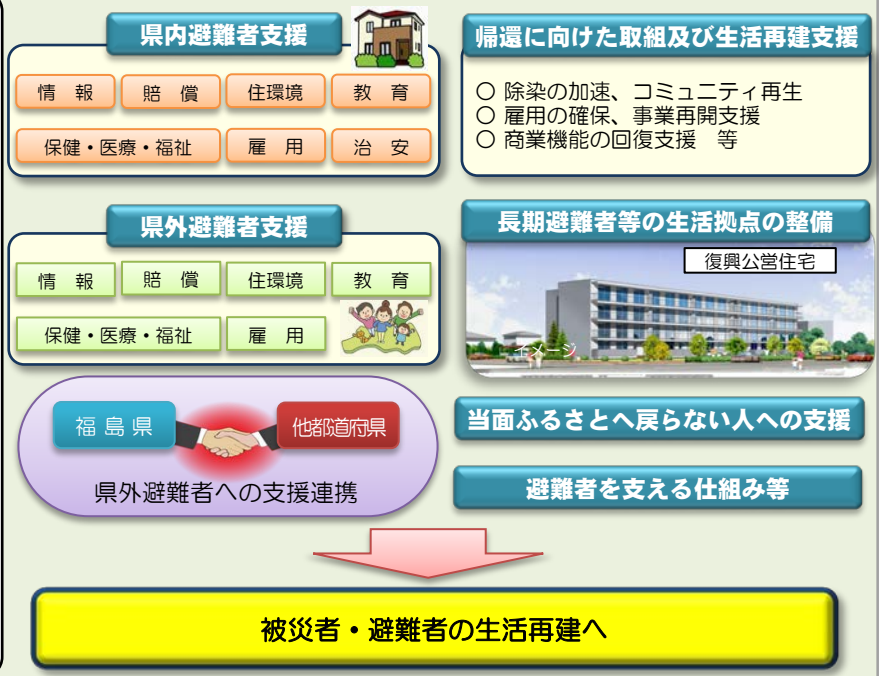 県内避難者支援
情 報
賠 償
住環境
教 育
保健・医療・福祉
雇 用
治 安
県外避難者支援
情 報
賠 償
住環境
教 育
保健・医療・福祉
雇 用
福 島 県
他都道府県
県外避難者への支援連携
帰還に向けた取組及び生活再建支援
〇 除染の加速、コミュニティ再生
〇 雇用の確保、事業再開支援
〇 商業機能の回復支援 等
長期避難者等の生活拠点の整備
復興公営住宅
イメージ
当面ふるさとへ戻らない人への支援
避難者を支える仕組み等
被災者・避難者の生活再建へ